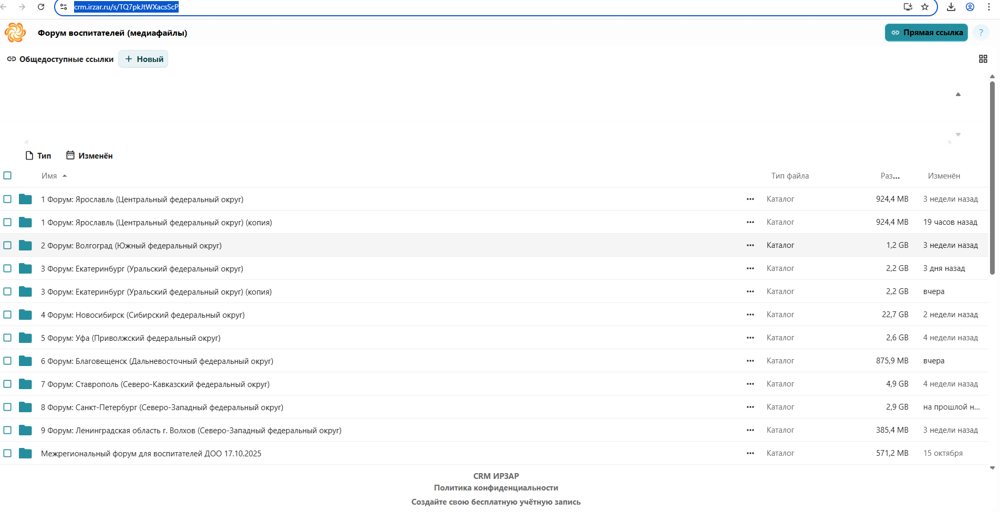 crm.irzar.ru/s/TQ7pkJtWXacsScP
Форум воспитателей (медиафайлы)
Прямая ссылка
?
Общедоступные ссылки
+ Новый
Тип
Изменён
Имя
Тип файла
Раз...
Изменён
1 Форум: Ярославль (Центральный федеральный округ) ••• Каталог 924,4 MB 3 недели назад
1 Форум: Ярославль (Центральный федеральный округ) (копия) ••• Каталог 924,4 MB 19 часов назад
2 Форум: Волгоград (Южный федеральный округ) ••• Каталог 1,2 GB 3 недели назад
3 Форум: Екатеринбург (Уральский федеральный округ) ••• Каталог 2,2 GB 3 дня назад
3 Форум: Екатеринбург (Уральский федеральный округ) (копия) ••• Каталог 2,2 GB вчера
4 Форум: Новосибирск (Сибирский федеральный округ) ••• Каталог 22,7 GB 2 недели назад
5 Форум: Уфа (Приволжский федеральный округ) ••• Каталог 2,6 GB 4 недели назад
6 Форум: Благовещенск (Дальневосточный федеральный округ) ••• Каталог 875,9 MB вчера
7 Форум: Ставрополь (Северо-Кавказский федеральный округ) ••• Каталог 4,9 GB 4 недели назад
8 Форум: Санкт-Петербург (Северо-Западный федеральный округ) ••• Каталог 2,9 GB на прошлой н...
9 Форум: Ленинградская область г. Волхов (Северо-Западный федеральный округ) ••• Каталог 385,4 MB 3 недели назад
Межрегиональный форум для воспитателей ДОО 17.10.2025 ••• Каталог 571,2 MB 15 октября
CRM ИРЗАР
Политика конфиденциальности
Создайте свою бесплатную учётную запись